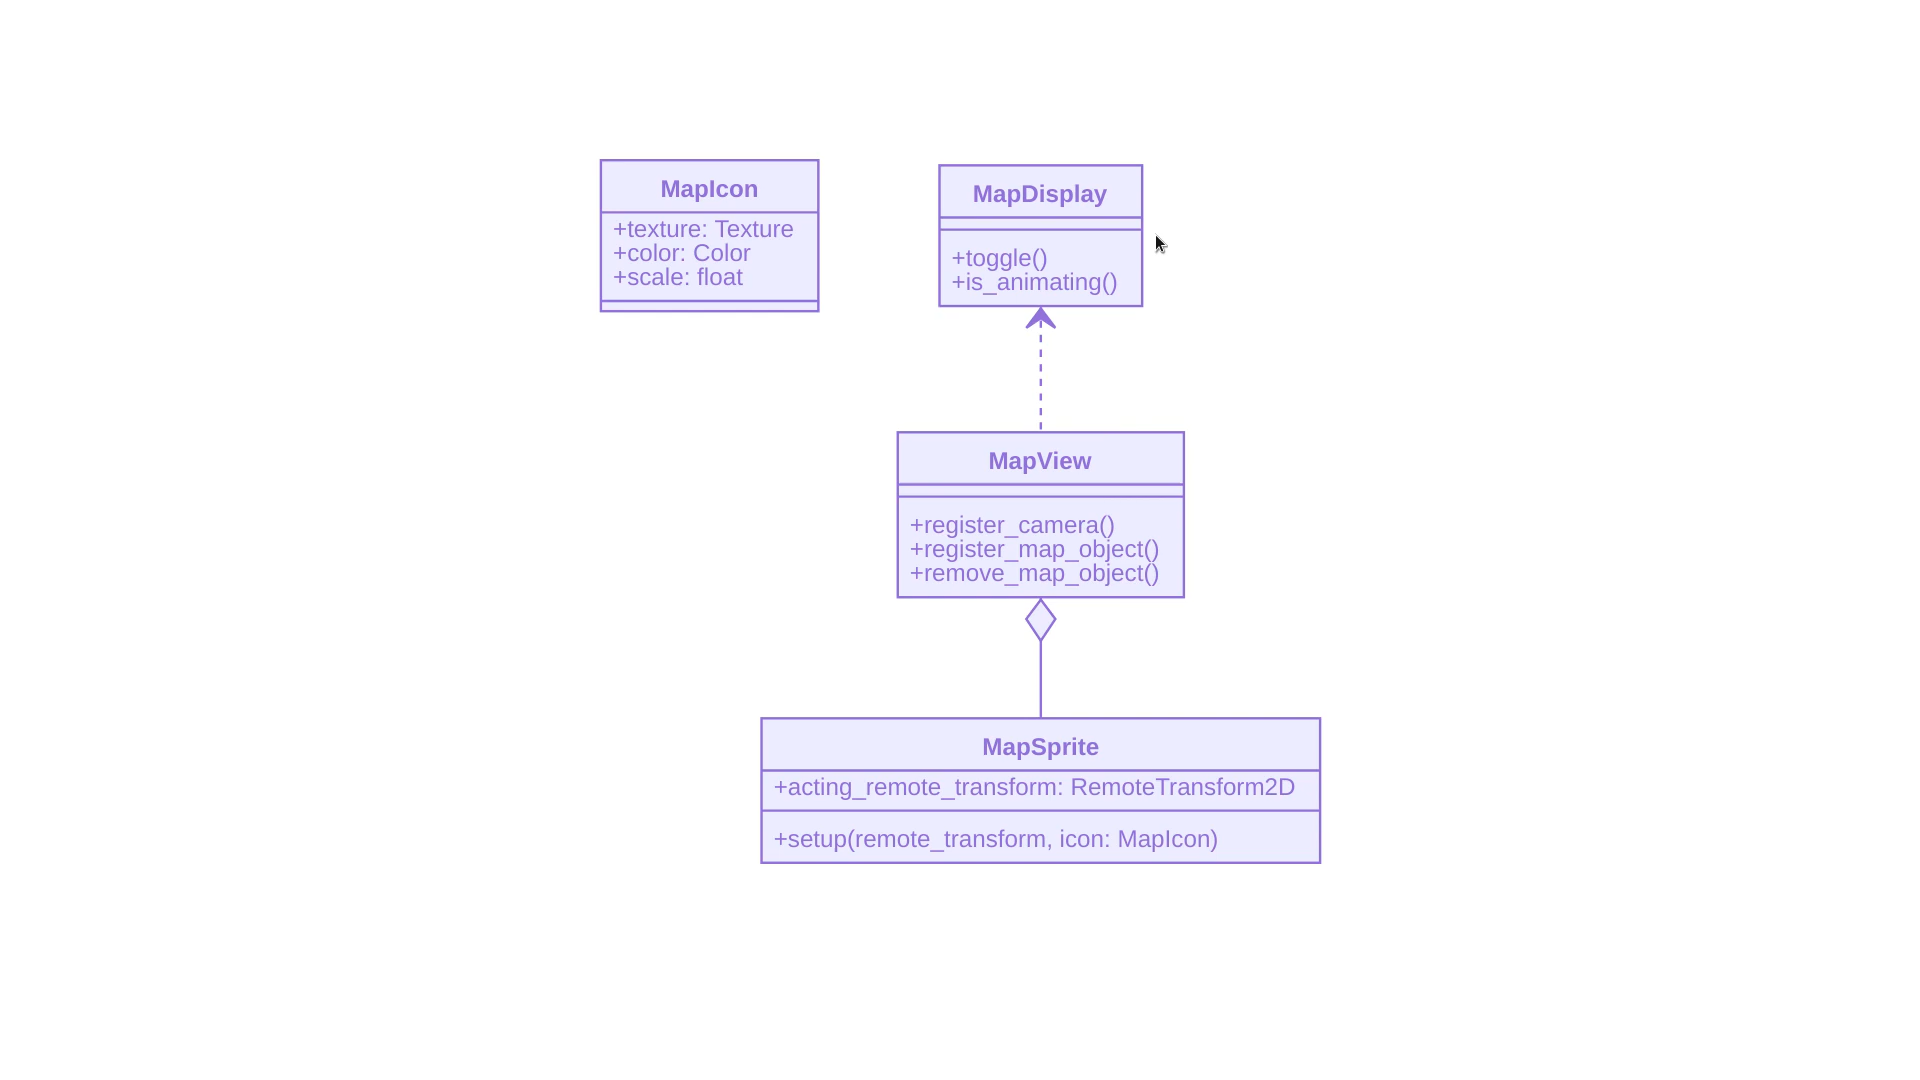 MapIcon
+texture: Texture
+color: Color
+scale: float
MapDisplay
+toggle()
+is_animating()
MapView
+register_camera()
+register_map_object()
+remove_map_object()
MapSprite
+acting_remote_transform: RemoteTransform2D
+setup(remote_transform, icon: MapIcon)